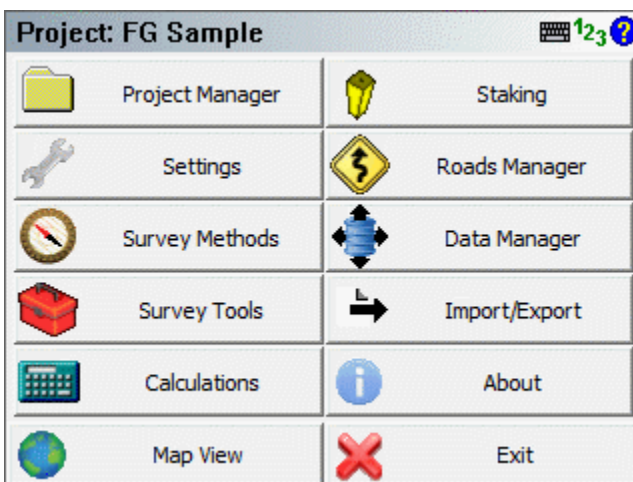 Project: FG Sample
123
?
Project Manager
Staking
Settings
Roads Manager
Survey Methods
Data Manager
Survey Tools
Import/Export
Calculations
i
About
Map View
Exit